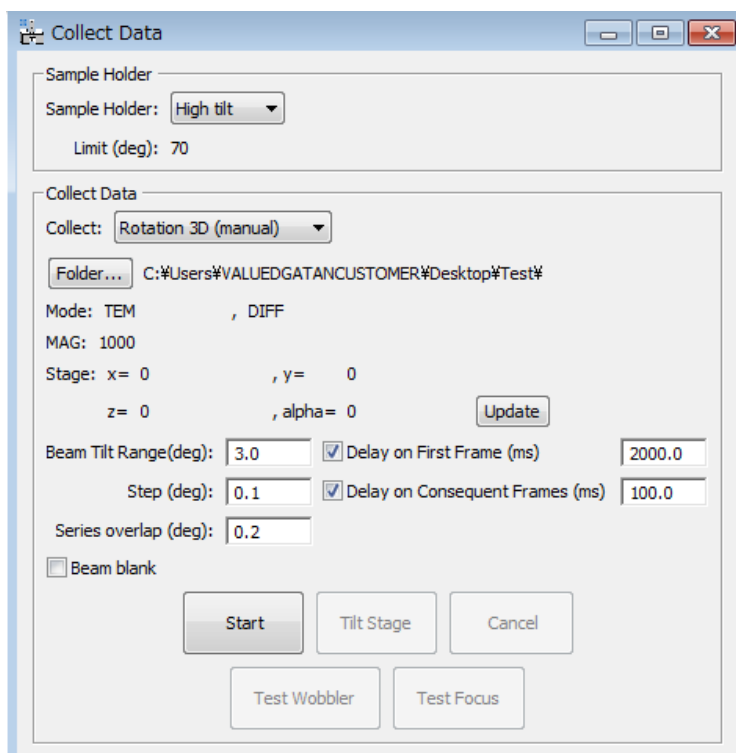 Collect Data
Sample Holder
Sample Holder: High tilt
Limit (deg): 70
Collect Data
Collect: Rotation 3D (manual)
Folder... C:¥Users¥VALUEDGATANCUSTOMER¥Desktop¥Test¥
Mode: TEM , DIFF
MAG: 1000
Stage: x= 0 , y= 0
z= 0 , alpha= 0 Update
Beam Tilt Range(deg): 3.0 Delay on First Frame (ms) 2000.0
Step (deg): 0.1 Delay on Consequent Frames (ms) 100.0
Series overlap (deg): 0.2
Beam blank
Start Tilt Stage Cancel
Test Wobbler Test Focus